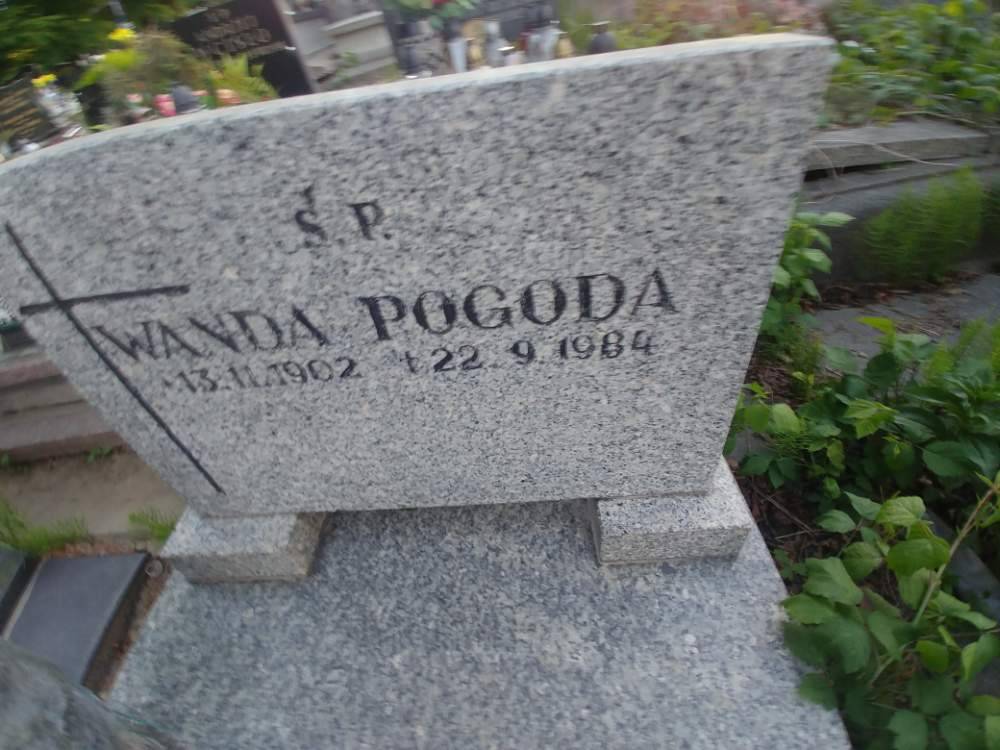 Ś.P.
WANDA POGODA
*13.11.1902 †22.9.1984